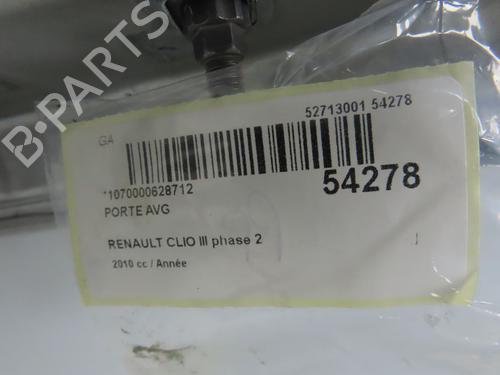 B-PARTS
GA
52713001 54278
*1070000628712
54278
PORTE AVG
RENAULT CLIO III phase 2
2010 cc / Année